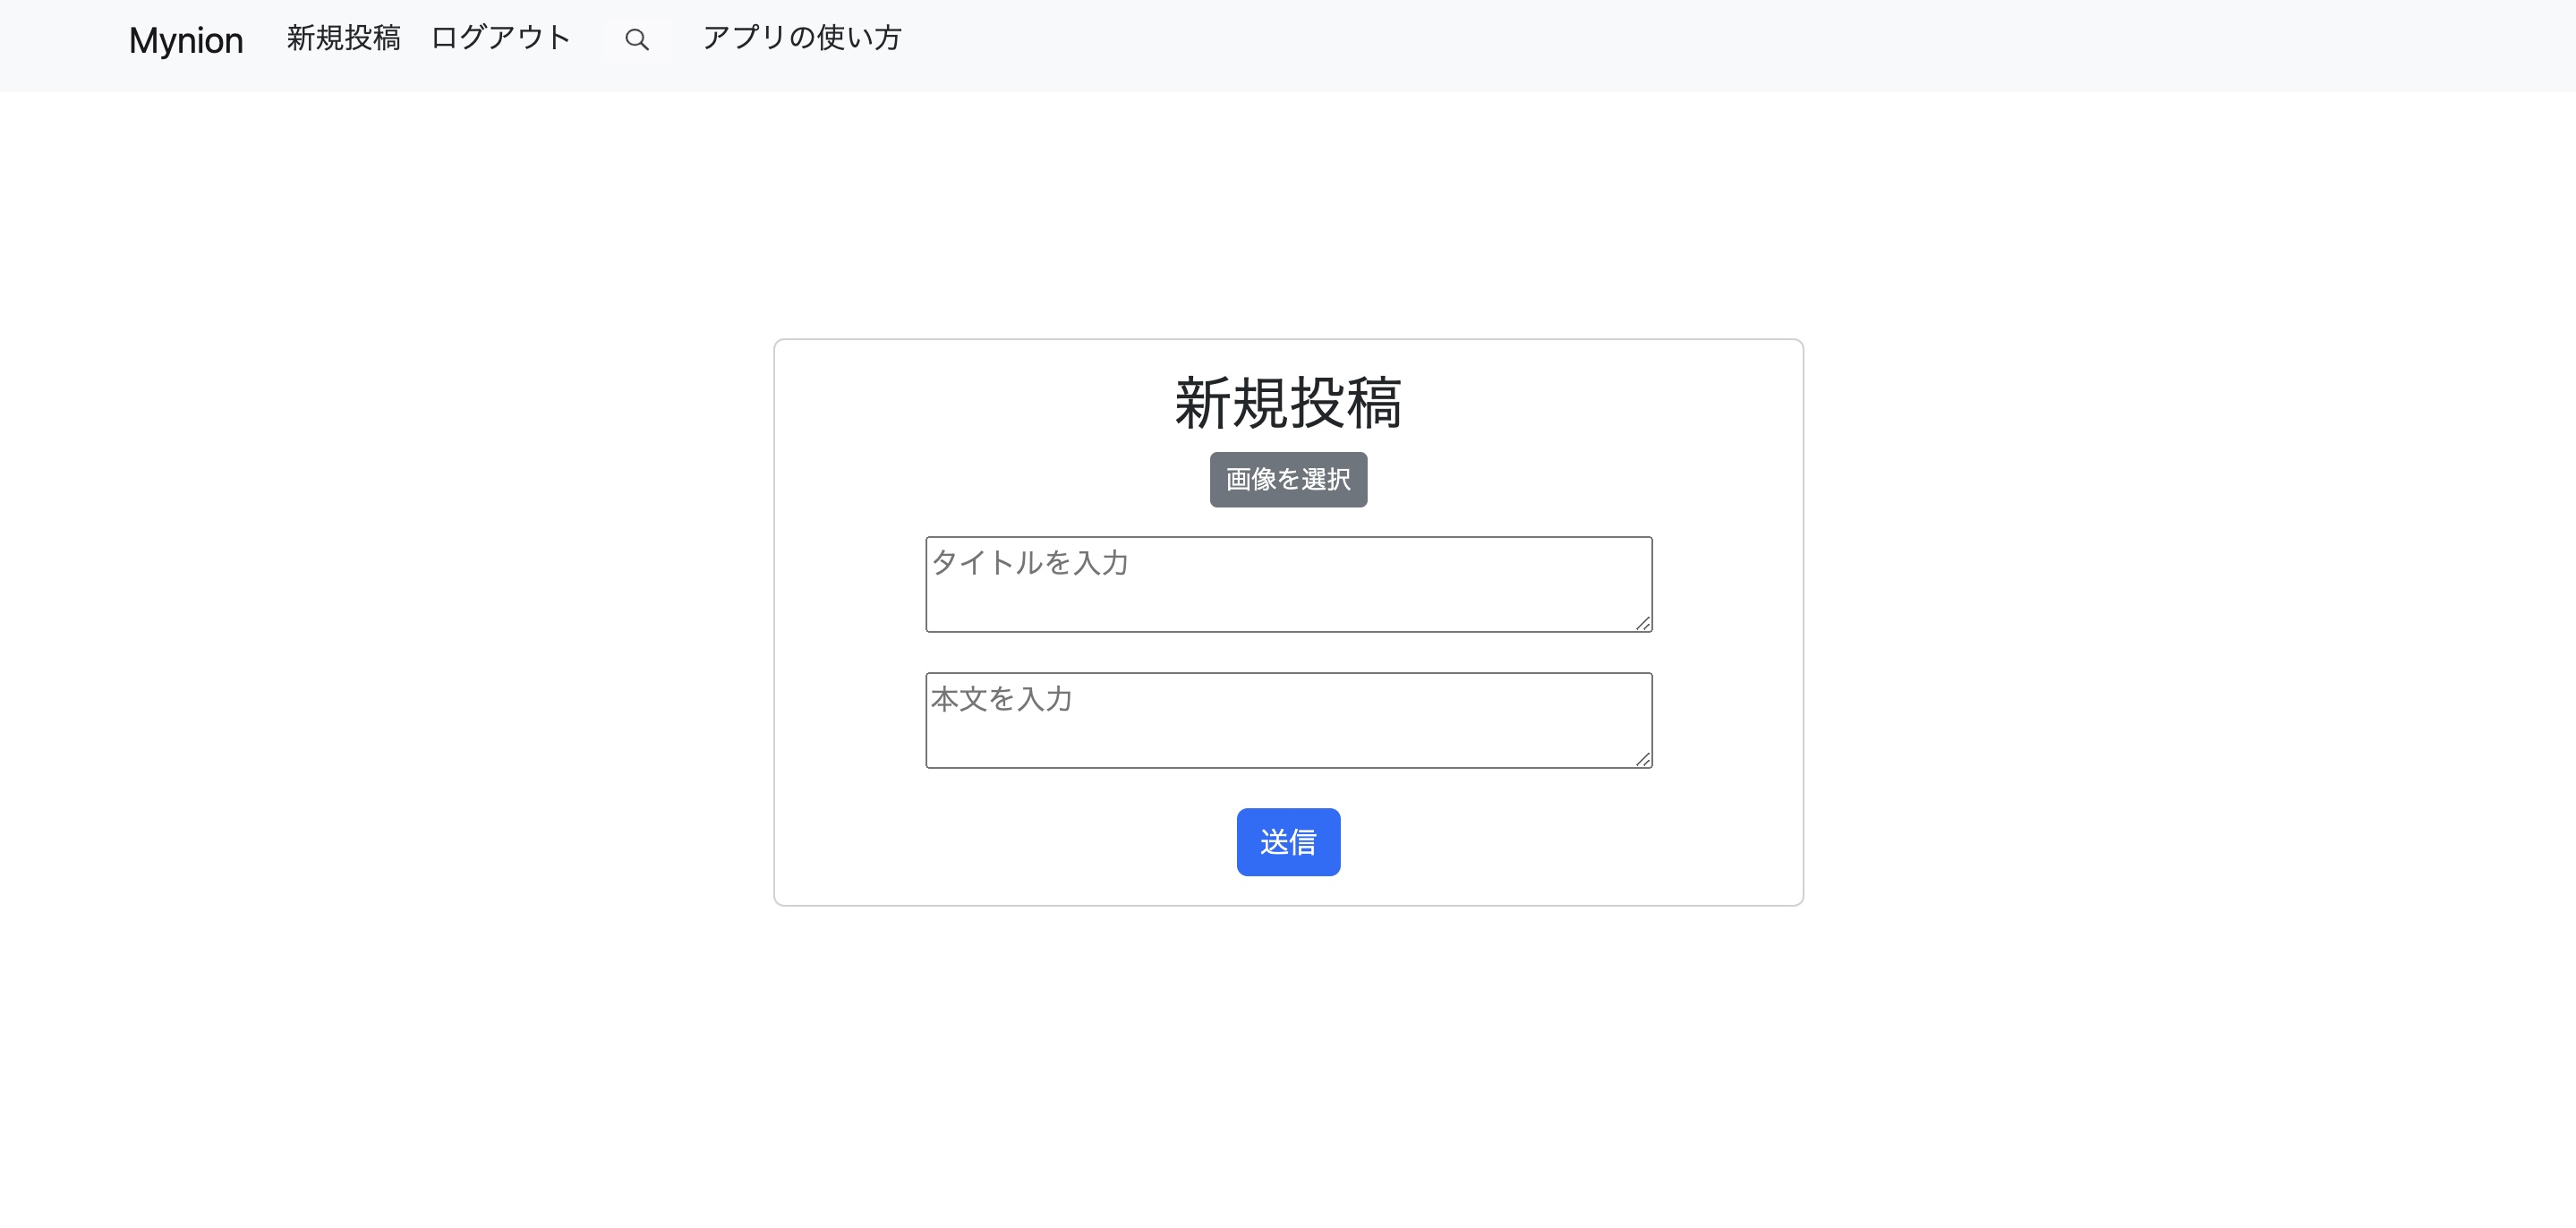 Mynion 新規投稿 ログアウト アプリの使い方
新規投稿
画像を選択
タイトルを入力
本文を入力
送信